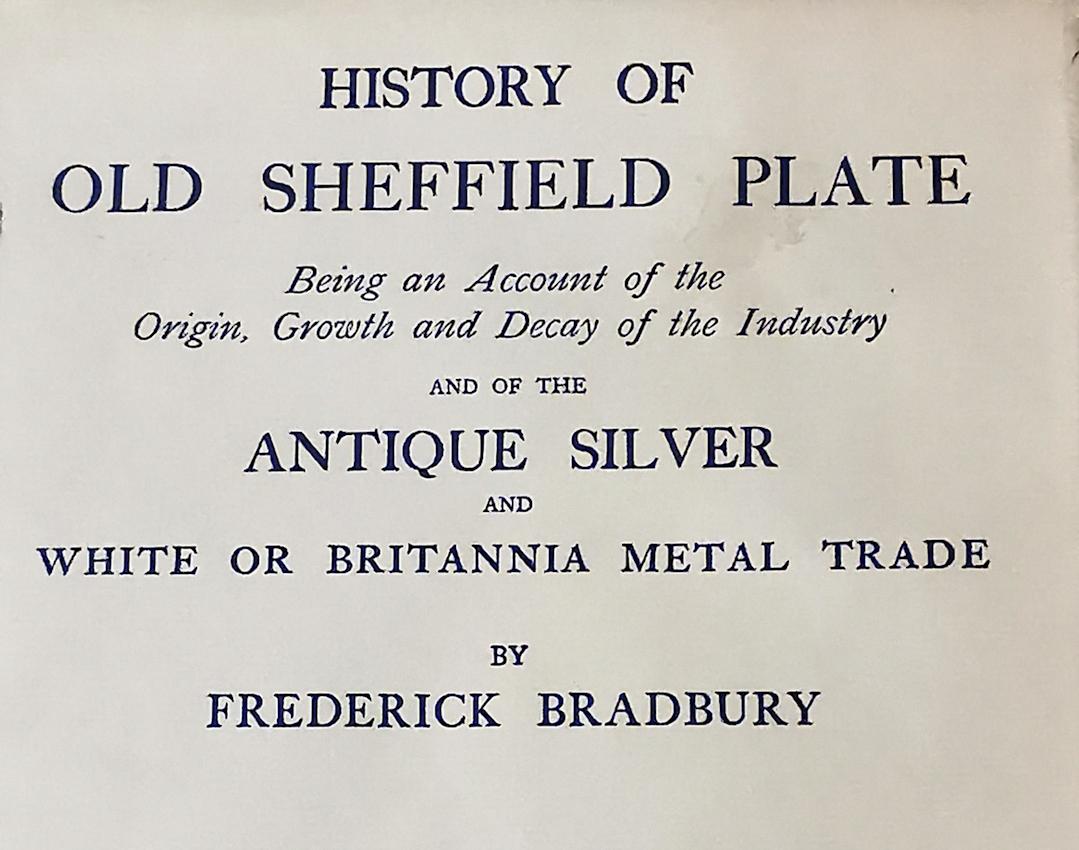 HISTORY OF
OLD SHEFFIELD PLATE
Being an Account of the
Origin, Growth and Decay of the Industry
AND OF THE
ANTIQUE SILVER
AND
WHITE OR BRITANNIA METAL TRADE
BY
FREDERICK BRADBURY